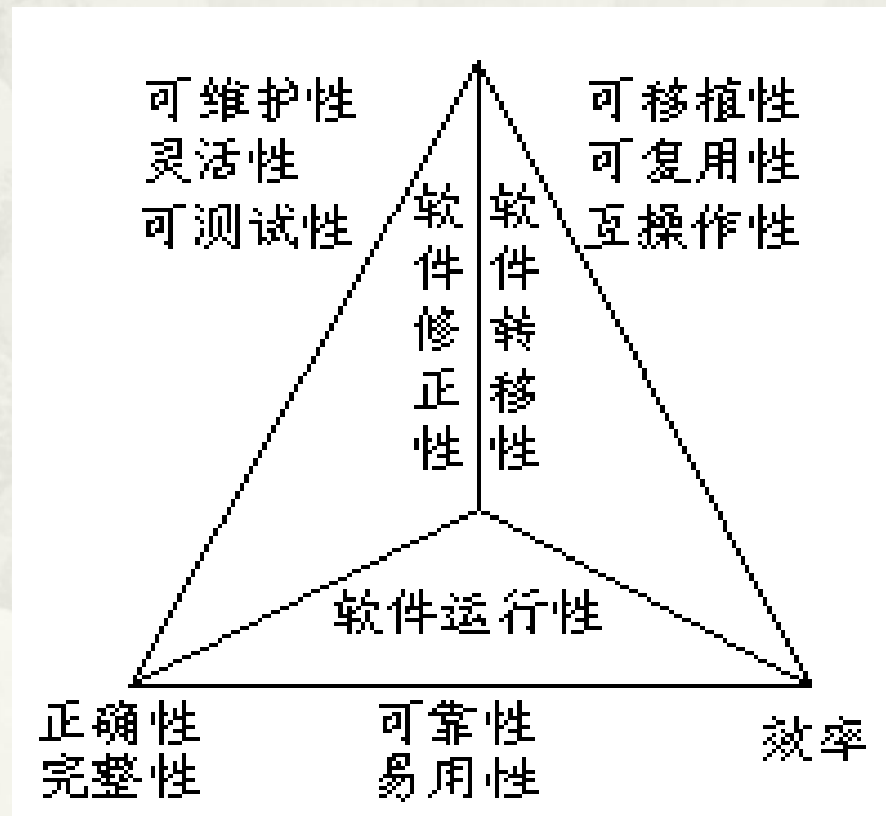 可维护性
灵活性
可测试性
可移植性
可复用性
互操作性
软件修正性
软件转移性
软件运行性
正确性
完整性
可靠性
易用性
效率